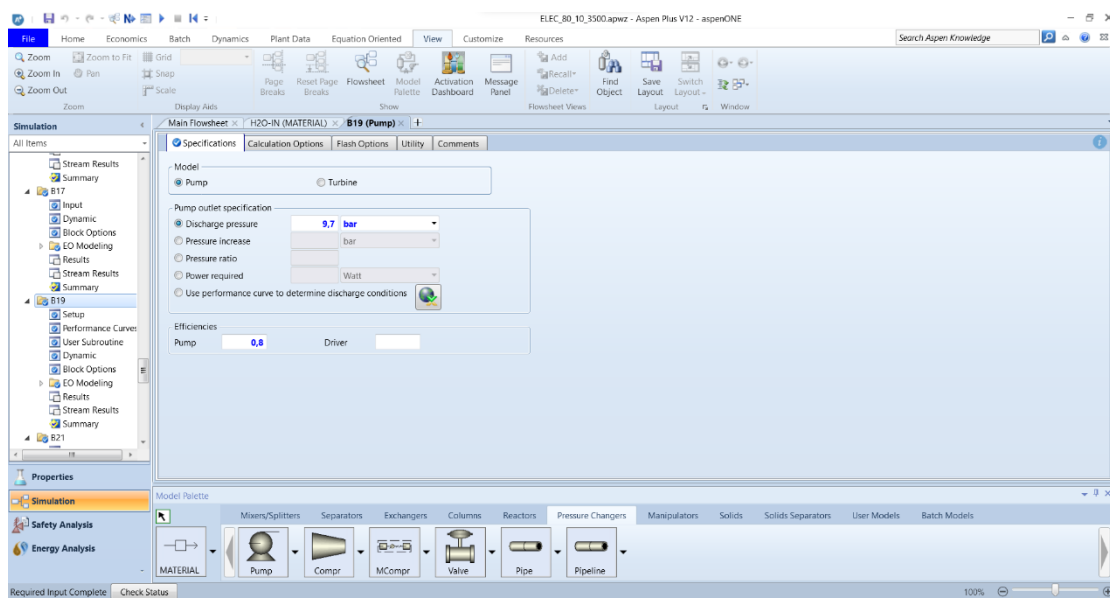 ELEC_80_10_3500.apwz - Aspen Plus V12 - aspenONE
File Home Economics Batch Dynamics Plant Data Equation Oriented View Customize Resources Search Aspen Knowledge
Zoom Zoom to Fit Grid Add
Zoom In Pan Snap Recall
Zoom Out Scale Page Breaks Reset Page Breaks Flowsheet Model Palette Activation Dashboard Message Panel Delete Find Object Save Layout Switch Layout
Zoom Display Aids Show Flowsheet Views Layout Window
Simulation Main Flowsheet H2O-IN (MATERIAL) B19 (Pump) +
All Items Specifications Calculation Options Flash Options Utility Comments
Stream Results
Summary
B17
Input
Dynamic
Block Options
EO Modeling
Results
Stream Results
Summary
B19
Setup
Performance Curves
User Subroutine
Dynamic
Block Options
EO Modeling
Results
Stream Results
Summary
B21
Properties
Simulation
Safety Analysis
Energy Analysis
Model
Pump Turbine
Pump outlet specification
Discharge pressure 9,7 bar
Pressure increase bar
Pressure ratio
Power required Watt
Use performance curve to determine discharge conditions
Efficiencies
Pump 0,8 Driver
Model Palette
Mixers/Splitters Separators Exchangers Columns Reactors Pressure Changers Manipulators Solids Solids Separators User Models Batch Models
MATERIAL Pump Compr MCompr Valve Pipe Pipeline
Required Input Complete Check Status 100%